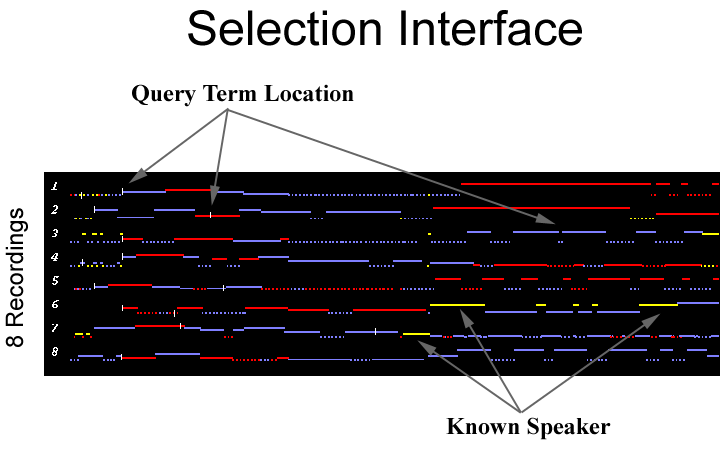 Selection Interface
Query Term Location
8 Recordings
1
2
3
4
5
6
7
8
Known Speaker